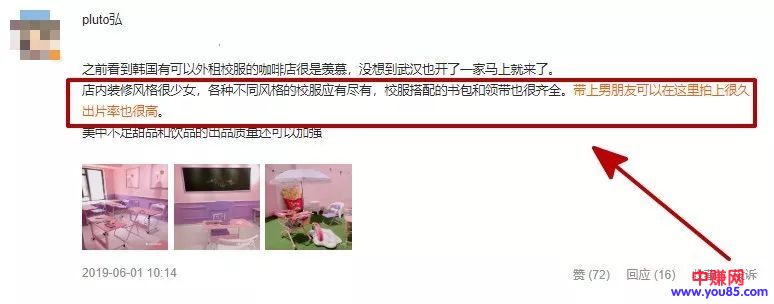 pluto弘
之前看到韩国有可以外租校服的咖啡店很是羡慕，没想到武汉也开了一家马上就来了。
店内装修风格很少女，各种不同风格的校服应有尽有，校服搭配的书包和领带也很齐全。带上男朋友可以在这里拍上很久
出片率也很高。
美中不足甜品和饮品的出品质量还可以加强
2019-06-01 10:14
赞 (72) 回应 (16) 诉
中赚网
www.you85.com